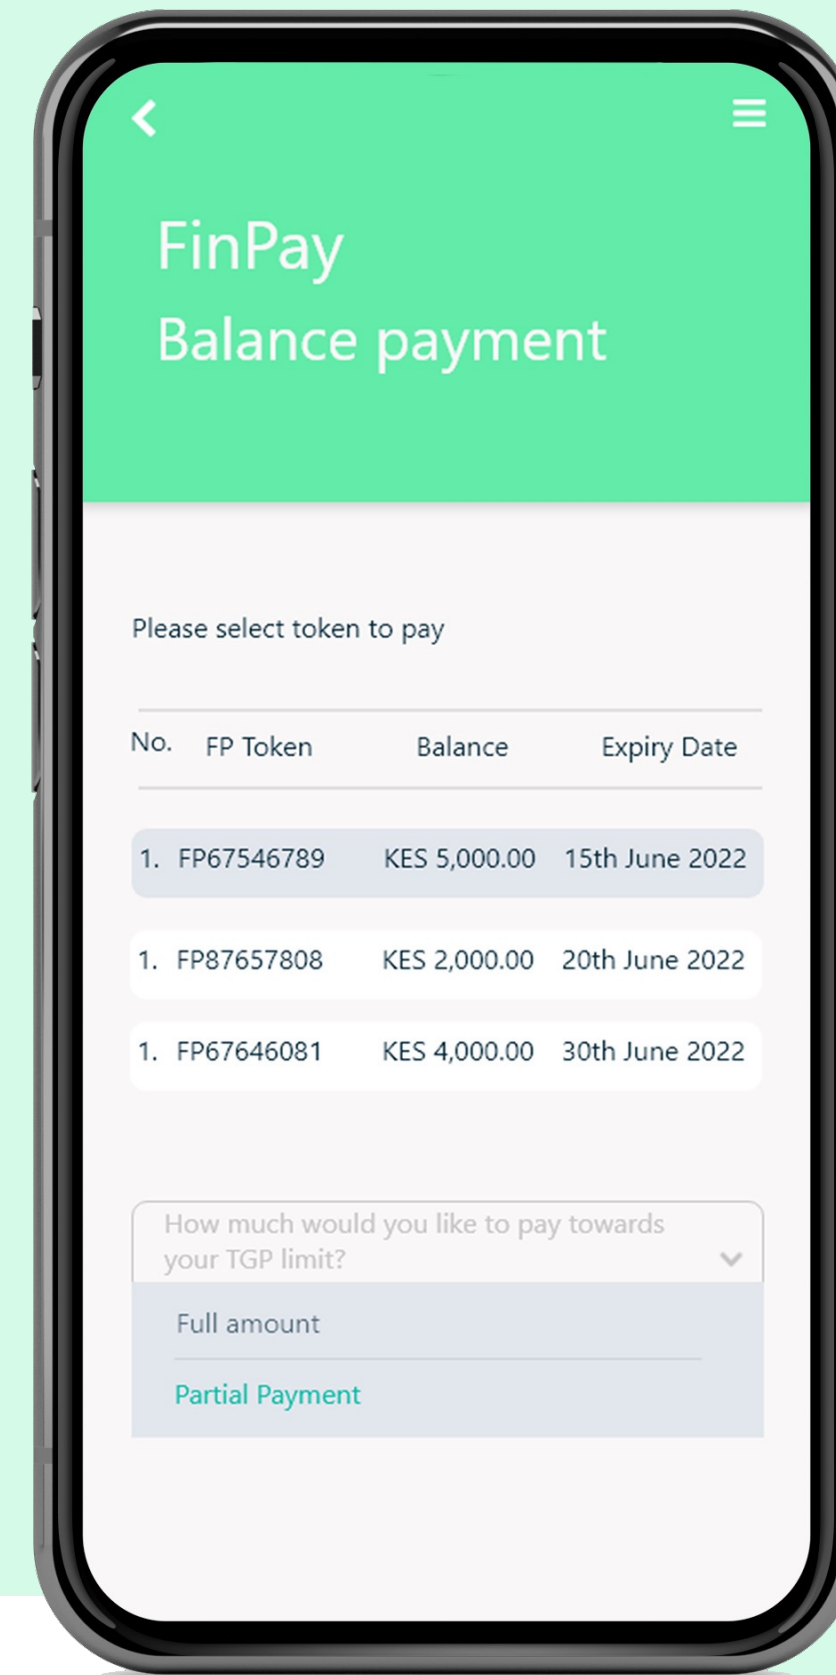 FinPay
Balance payment
Please select token to pay
No. FP Token Balance Expiry Date
1. FP67546789 KES 5,000.00 15th June 2022
1. FP87657808 KES 2,000.00 20th June 2022
1. FP67646081 KES 4,000.00 30th June 2022
How much would you like to pay towards
your TGP limit?
Full amount
Partial Payment